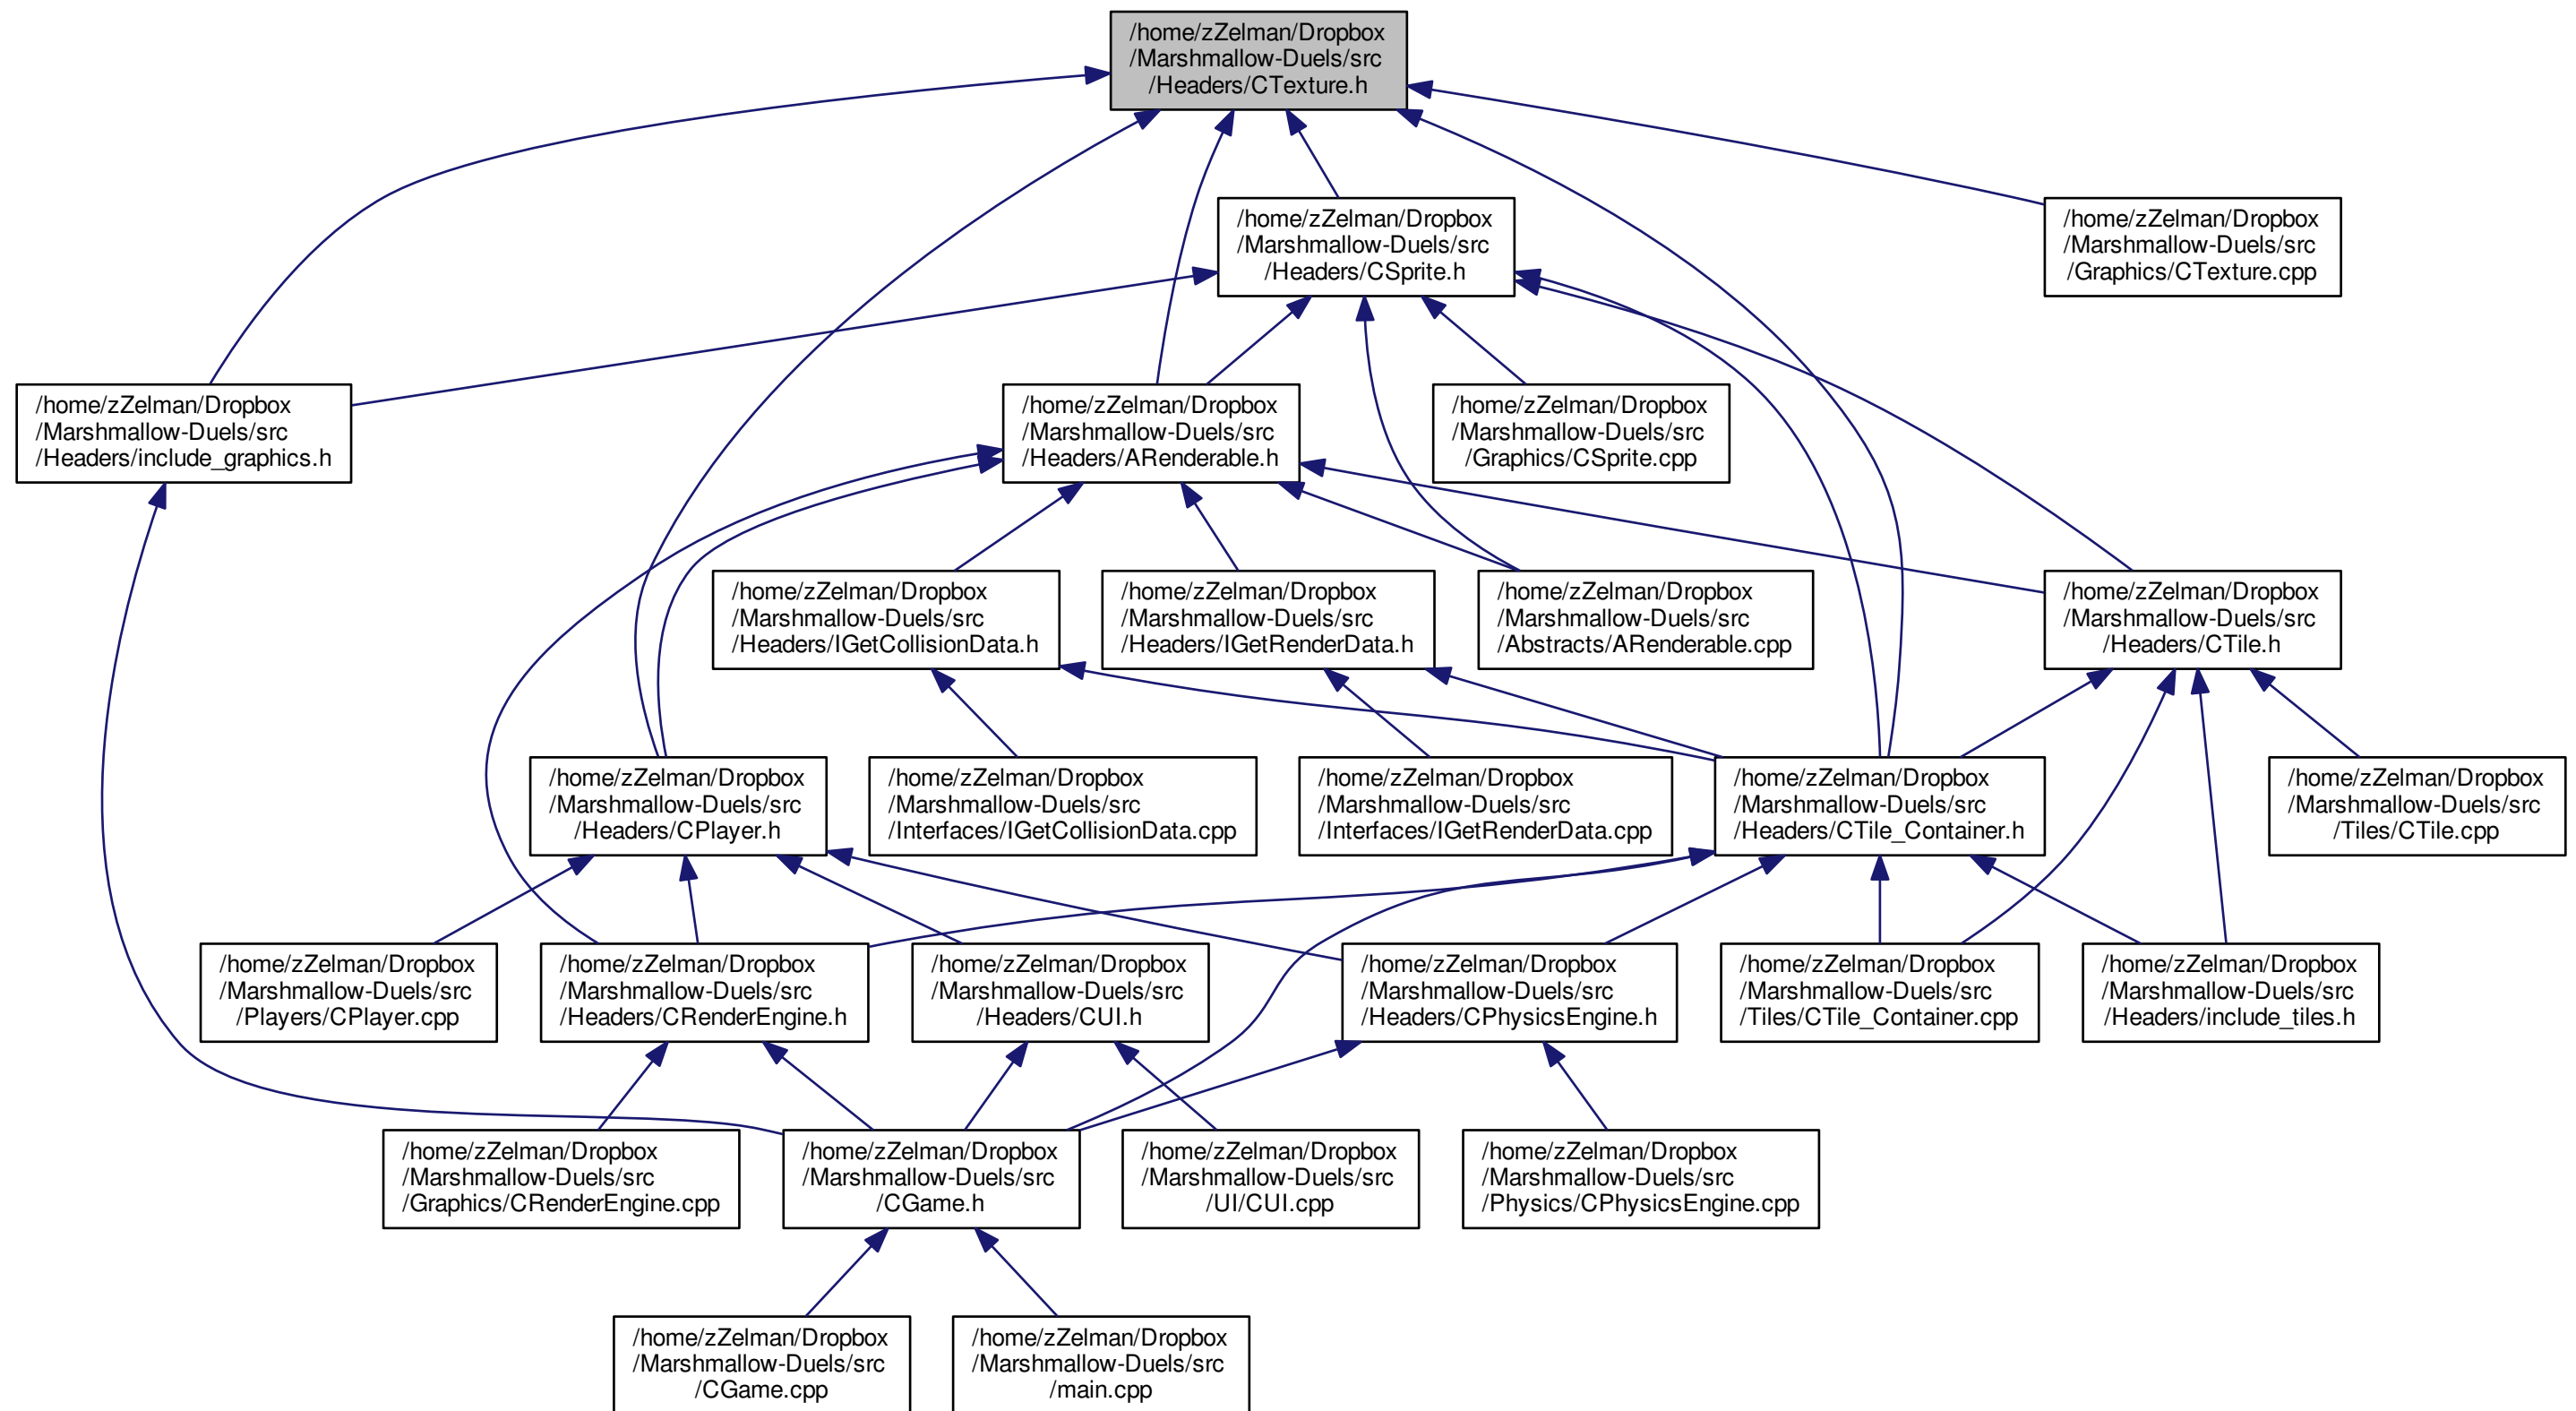 /home/zZelman/Dropbox
/Marshmallow-Duels/src
/Headers/CTexture.h
/home/zZelman/Dropbox
/Marshmallow-Duels/src
/Headers/CSprite.h
/home/zZelman/Dropbox
/Marshmallow-Duels/src
/Graphics/CTexture.cpp
/home/zZelman/Dropbox
/Marshmallow-Duels/src
/Headers/include_graphics.h
/home/zZelman/Dropbox
/Marshmallow-Duels/src
/Headers/ARenderable.h
/home/zZelman/Dropbox
/Marshmallow-Duels/src
/Graphics/CSprite.cpp
/home/zZelman/Dropbox
/Marshmallow-Duels/src
/Headers/IGetCollisionData.h
/home/zZelman/Dropbox
/Marshmallow-Duels/src
/Headers/IGetRenderData.h
/home/zZelman/Dropbox
/Marshmallow-Duels/src
/Abstracts/ARenderable.cpp
/home/zZelman/Dropbox
/Marshmallow-Duels/src
/Headers/CTile.h
/home/zZelman/Dropbox
/Marshmallow-Duels/src
/Headers/CPlayer.h
/home/zZelman/Dropbox
/Marshmallow-Duels/src
/Interfaces/IGetCollisionData.cpp
/home/zZelman/Dropbox
/Marshmallow-Duels/src
/Interfaces/IGetRenderData.cpp
/home/zZelman/Dropbox
/Marshmallow-Duels/src
/Headers/CTile_Container.h
/home/zZelman/Dropbox
/Marshmallow-Duels/src
/Tiles/CTile.cpp
/home/zZelman/Dropbox
/Marshmallow-Duels/src
/Players/CPlayer.cpp
/home/zZelman/Dropbox
/Marshmallow-Duels/src
/Headers/CRenderEngine.h
/home/zZelman/Dropbox
/Marshmallow-Duels/src
/Headers/CUI.h
/home/zZelman/Dropbox
/Marshmallow-Duels/src
/Headers/CPhysicsEngine.h
/home/zZelman/Dropbox
/Marshmallow-Duels/src
/Tiles/CTile_Container.cpp
/home/zZelman/Dropbox
/Marshmallow-Duels/src
/Headers/include_tiles.h
/home/zZelman/Dropbox
/Marshmallow-Duels/src
/Graphics/CRenderEngine.cpp
/home/zZelman/Dropbox
/Marshmallow-Duels/src
/CGame.h
/home/zZelman/Dropbox
/Marshmallow-Duels/src
/UI/CUI.cpp
/home/zZelman/Dropbox
/Marshmallow-Duels/src
/Physics/CPhysicsEngine.cpp
/home/zZelman/Dropbox
/Marshmallow-Duels/src
/CGame.cpp
/home/zZelman/Dropbox
/Marshmallow-Duels/src
/main.cpp